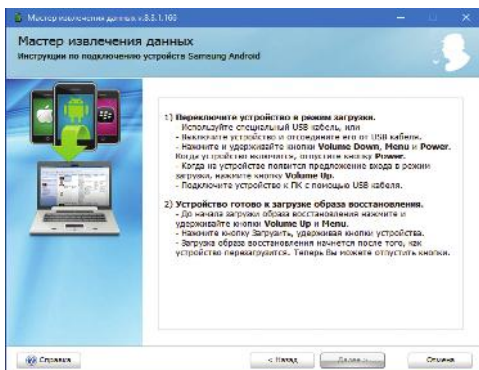 Мастер извлечения данных v.8.3.1.103
Мастер извлечения данных
Инструкции по подключению устройств Samsung Android
1) Переключите устройство в режим загрузки.
- Используйте специальный USB кабель, или
- Выключите устройство и отсоедините его от USB кабеля.
- Нажмите и удерживайте кнопки Volume Down, Menu и Power.
Когда устройство включится, отпустите кнопку Power.
- Когда на устройстве появится предложение входа в режим
загрузки, нажмите кнопку Volume Up.
- Подключите устройство к ПК с помощью USB кабеля.
2) Устройство готово к загрузке образа восстановления.
- До начала загрузки образа восстановления нажмите и
удерживайте кнопки Volume Up и Menu.
- Нажмите кнопку Загрузить, удерживая кнопки устройства.
- Загрузка образа восстановления начнется после того, как
устройство перезагрузится. Теперь Вы можете отпустить кнопки.
Справка
< Назад
Далее >
Отмена